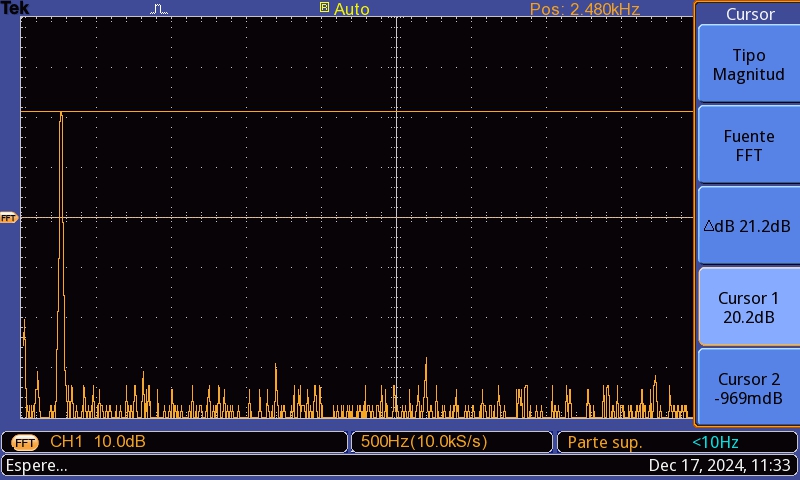 Tek
R Auto
Pos: 2.480kHz
Cursor
Tipo
Magnitud
Fuente
FFT
△dB 21.2dB
Cursor 1
20.2dB
Cursor 2
-969mdB
FFT
FFT CH1 10.0dB
500Hz(10.0kS/s)
Parte sup.
<10Hz
Espere...
Dec 17, 2024, 11:33